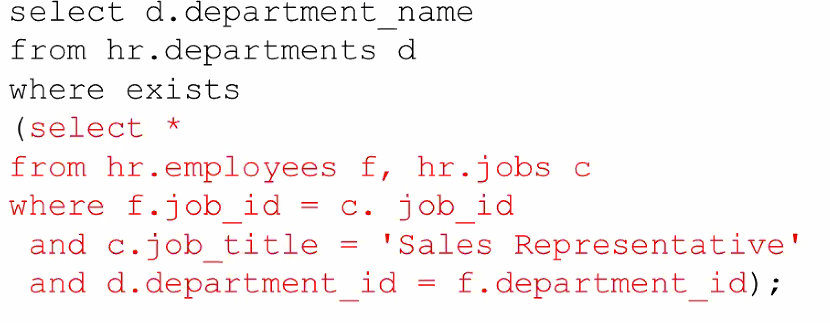 select d.department_name
from hr.departments d
where exists
(select *
from hr.employees f, hr.jobs c
where f.job_id = c. job_id
and c.job_title = 'Sales Representative'
and d.department_id = f.department_id);